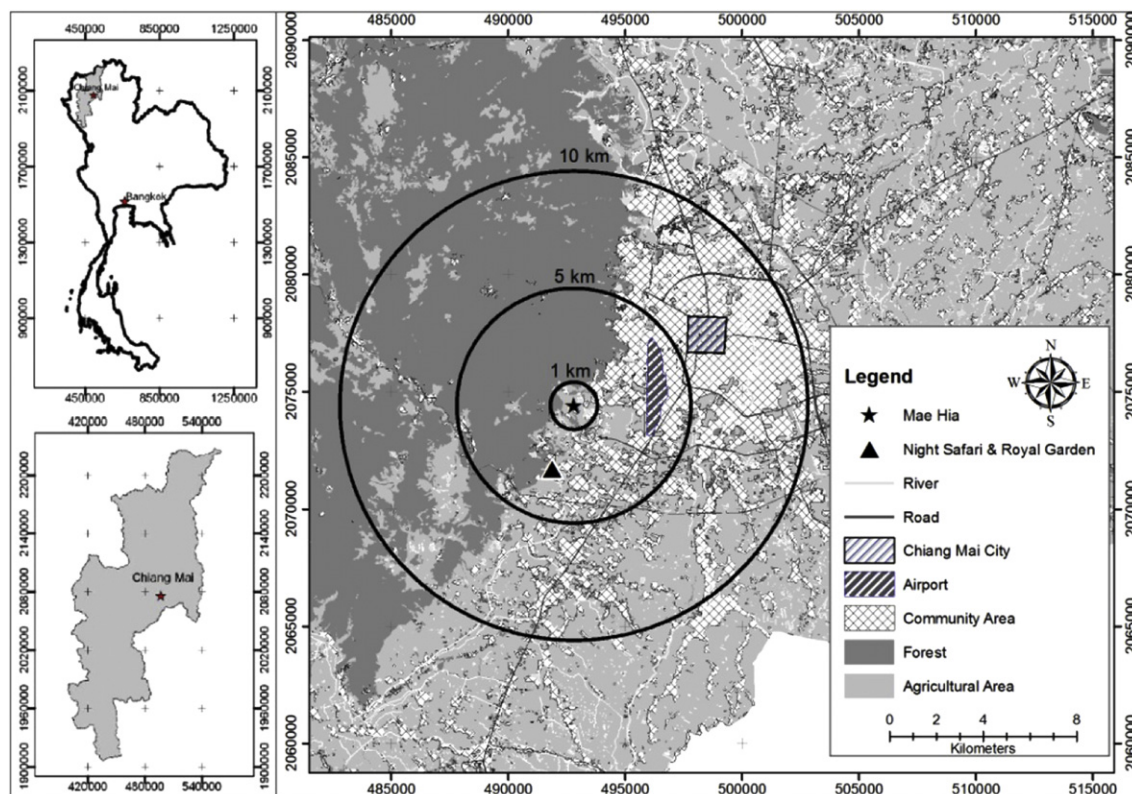 450000 850000 1250000
2100000 2100000
1700000 1700000
1300000 1300000
900000 900000
Chiang Mai
Bangkok
450000 850000 1250000
420000 480000 540000
2200000 2200000
2140000 2140000
2080000 2080000
2020000 2020000
1960000 1960000
1900000 1900000
Chiang Mai
420000 480000 540000
485000 490000 495000 500000 505000 510000 515000
2090000 2090000
2085000 2085000
2080000 2080000
2075000 2075000
2070000 2070000
2065000 2065000
2060000 2060000
10 km
5 km
1 km
N
W E
S
Legend
Mae Hia
Night Safari & Royal Garden
River
Road
Chiang Mai City
Airport
Community Area
Forest
Agricultural Area
0 2 4 8
Kilometers
485000 490000 495000 500000 505000 510000 515000